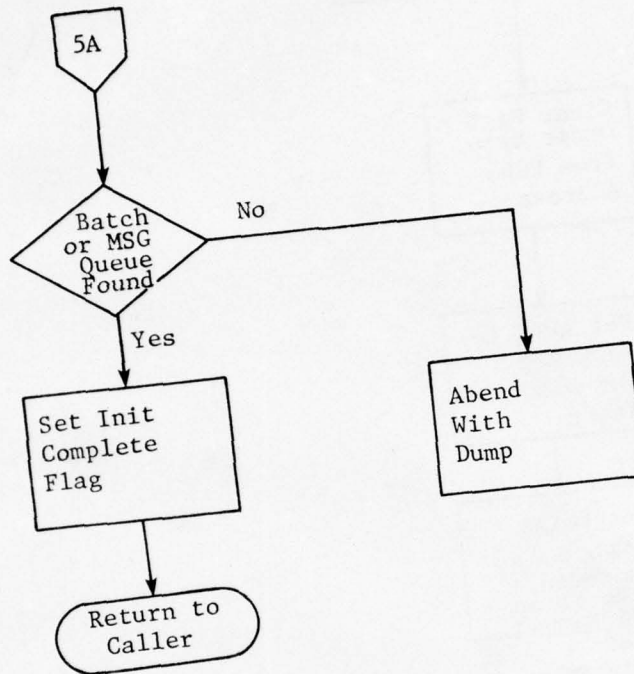 5A
Batch
or MSG
Queue
Found
No
Yes
Set Init
Complete
Flag
Abend
With
Dump
Return to
Caller